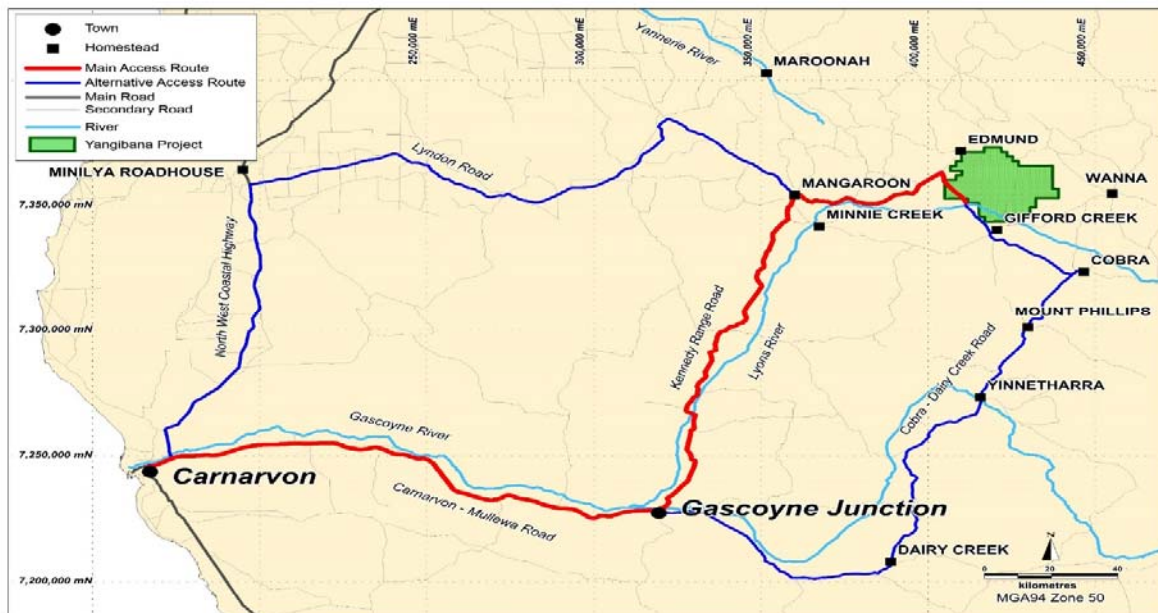 Town
Homestead
Main Access Route
Alternative Access Route
Main Road
Secondary Road
River
Yangibana Project
250,000 mE
300,000 mE
350,000 mE
400,000 mE
450,000 mE
Yannerie River
MAROONAH
EDMUND
MINILYA ROADHOUSE
Lyndon Road
MANGAROON
WANNA
7,350,000 mN
MINNIE CREEK
GIFFORD CREEK
COBRA
North West Coastal Highway
MOUNT PHILLIPS
7,300,000 mN
Kennedy Range Road
Lyons River
Cobra - Dairy Creek Road
YINNETHARRA
Gascoyne River
7,250,000 mN
Carnarvon
Carnarvon - Mullewa Road
Gascoyne Junction
DAIRY CREEK
7,200,000 mN
0 20 40
kilometres
MGA94 Zone 50